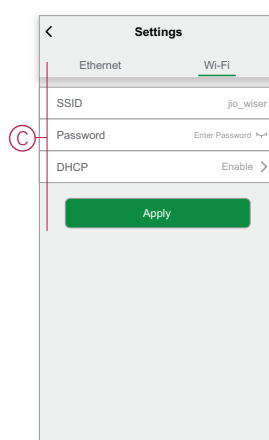 Settings
Ethernet Wi-Fi
SSID jio_wiser
Password Enter Password
DHCP Enable
Apply
C